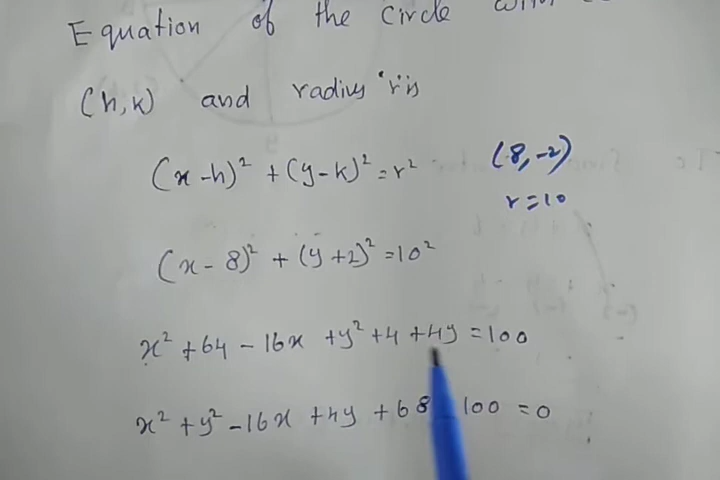 Equation of the circle with
(h,k) and radius 'r' is
(x-h)² + (y-k)² = r²
(8,-2)
r=10
(x-8)² + (y+2)² = 10²
x² + 64 - 16x + y² + 4 + 4y = 100
x² + y² - 16x + 4y + 68 100 = 0